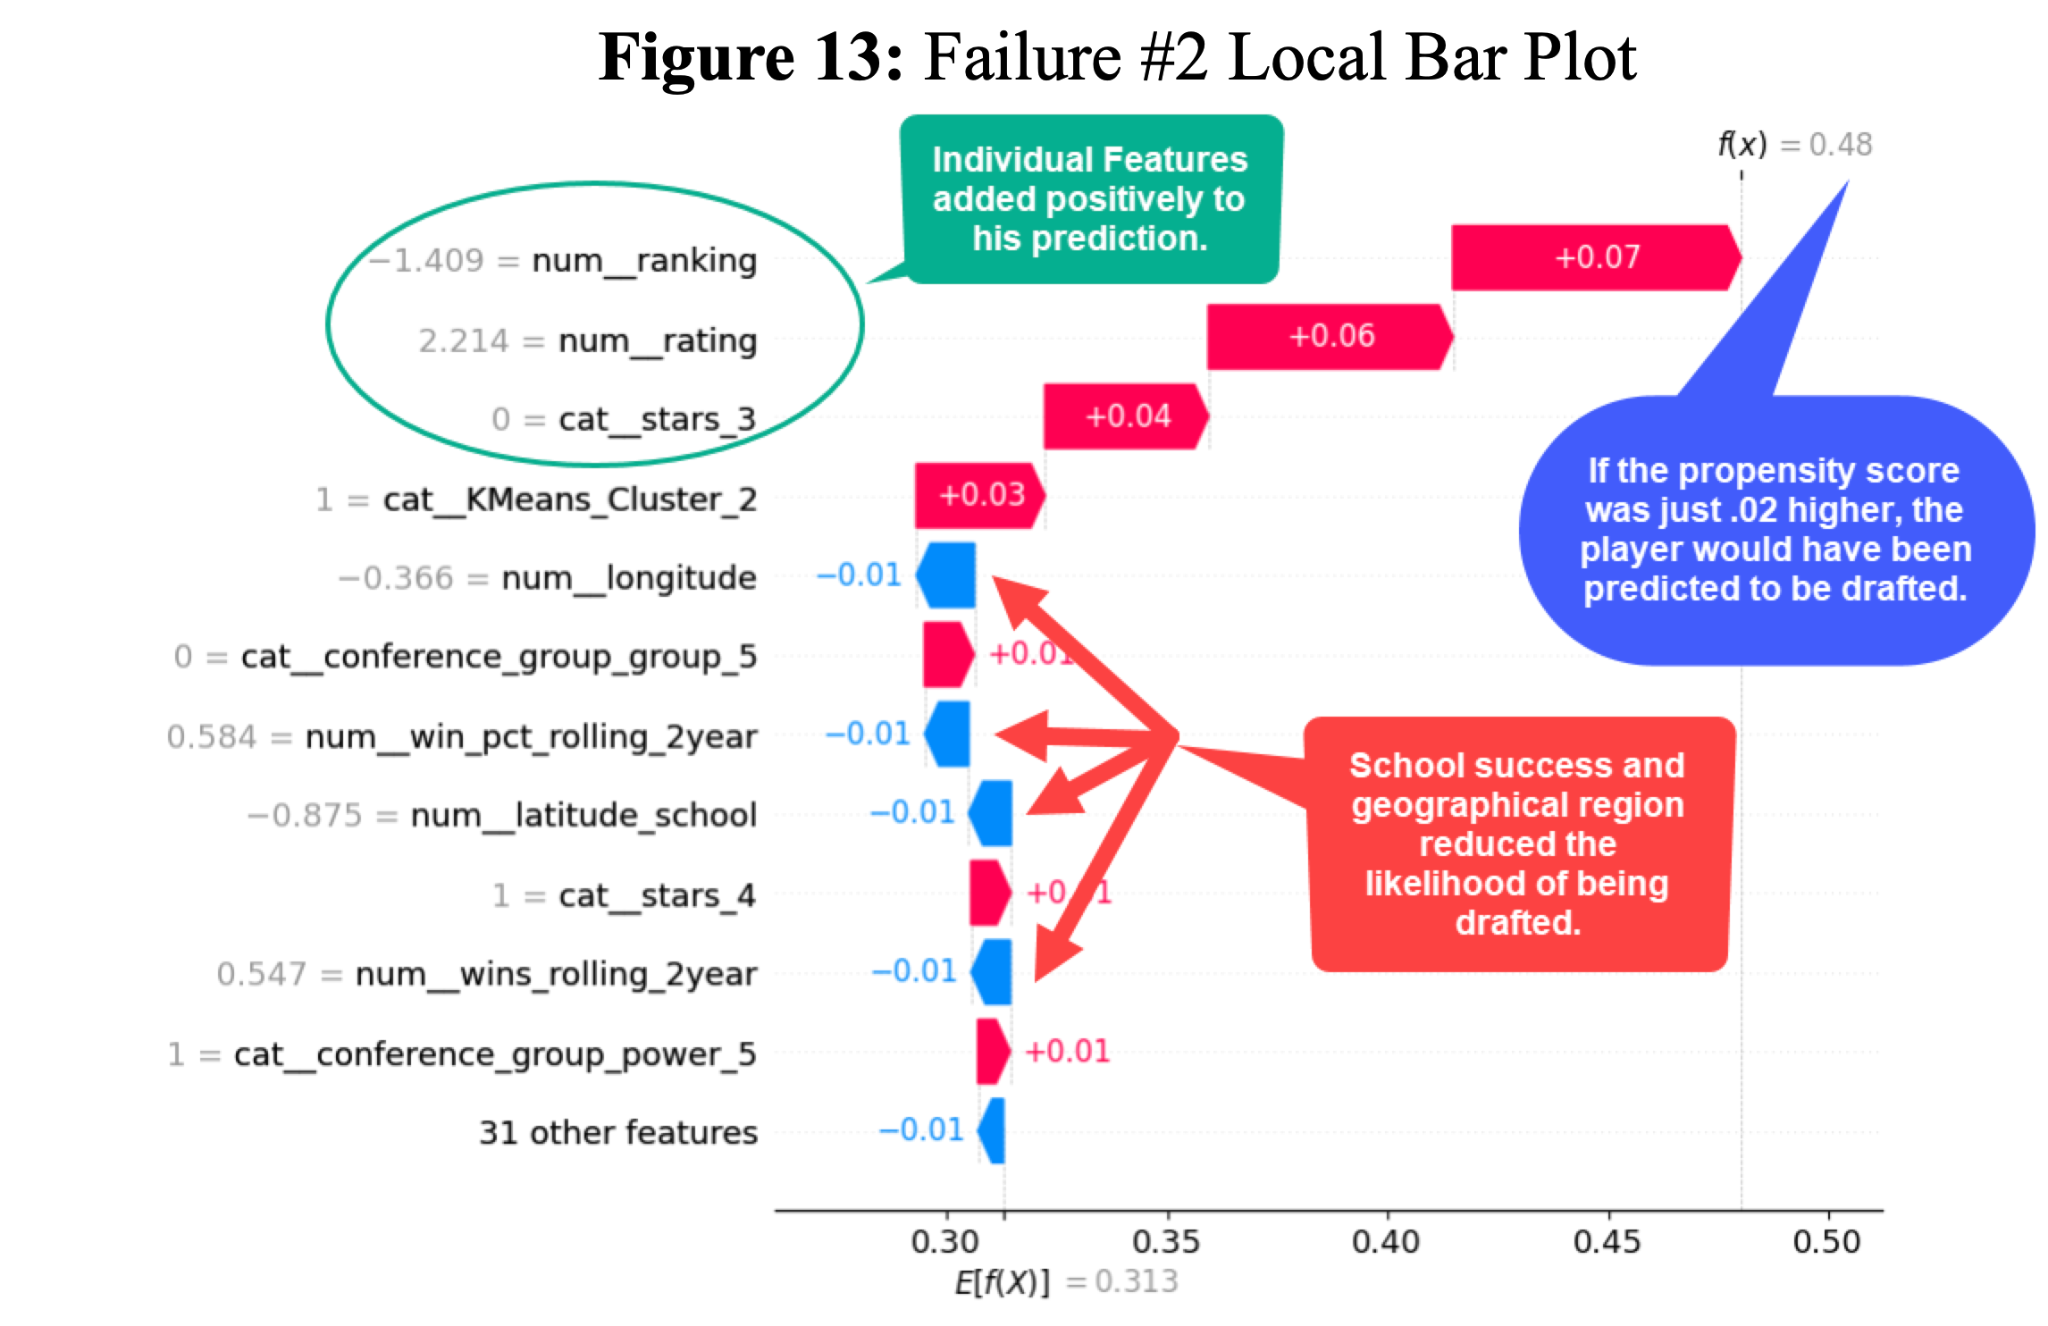 Figure 13: Failure #2 Local Bar Plot
Individual Features
added positively to
his prediction.
f(x) = 0.48
−1.409 = num__ranking
+0.07
2.214 = num__rating
+0.06
0 = cat__stars_3
+0.04
1 = cat__KMeans_Cluster_2
+0.03
If the propensity score
was just .02 higher, the
player would have been
predicted to be drafted.
−0.366 = num__longitude
−0.01
0 = cat__conference_group_group_5
+0.01
0.584 = num__win_pct_rolling_2year
−0.01
School success and
geographical region
reduced the
likelihood of being
drafted.
−0.875 = num__latitude_school
−0.01
1 = cat__stars_4
+0.01
0.547 = num__wins_rolling_2year
−0.01
1 = cat__conference_group_power_5
+0.01
31 other features
−0.01
0.30 0.35 0.40 0.45 0.50
E[f(X)] = 0.313